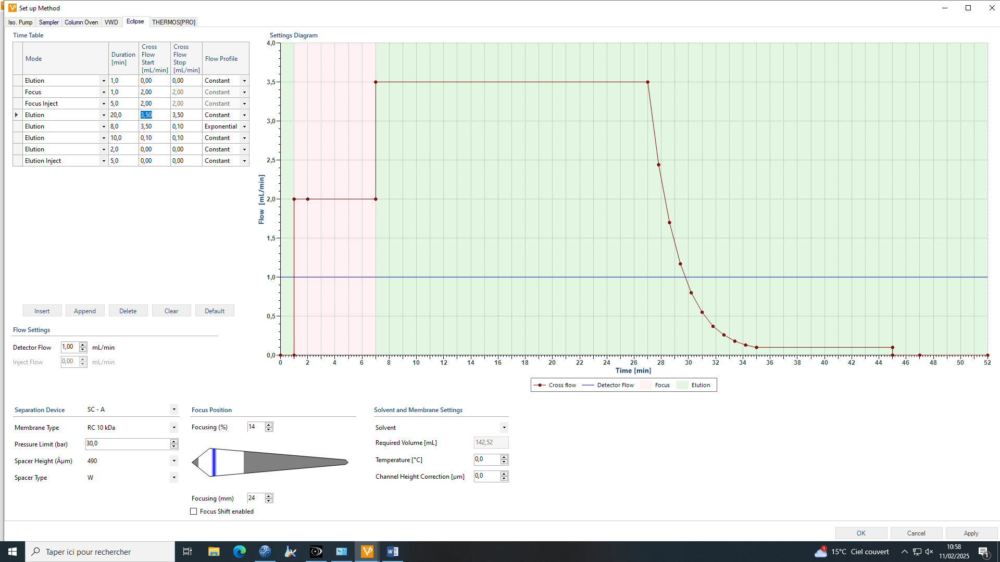 Set up Method
Iso. Pump Sampler Column Oven VWD Eclipse THERMOS[PRO]
Time Table
Mode Duration [min] Cross Flow Start [mL/min] Cross Flow Stop [mL/min] Flow Profile
Elution 1,0 0,00 0,00 Constant
Focus 1,0 2,00 2,00 Constant
Focus Inject 5,0 2,00 2,00 Constant
Elution 20,0 3,50 3,50 Constant
Elution 8,0 3,50 0,10 Exponential
Elution 10,0 0,10 0,10 Constant
Elution 2,0 0,00 0,00 Constant
Elution Inject 5,0 0,00 0,00 Constant
Insert Append Delete Clear Default
Flow Settings
Detector Flow 1,00 mL/min
Inject Flow 0,00 mL/min
Settings Diagram
4,0
3,5
3,0
2,5
2,0
1,5
1,0
0,5
0,0
Flow [mL/min]
0 2 4 6 8 10 12 14 16 18 20 22 24 26 28 30 32 34 36 38 40 42 44 46 48 50 52
Time [min]
Cross flow Detector Flow Focus Elution
Separation Device SC - A
Membrane Type RC 10 kDa
Pressure Limit (bar) 30,0
Spacer Height (Âµm) 490
Spacer Type W
Focus Position
Focusing (%) 14
Focusing (mm) 24
Focus Shift enabled
Solvent and Membrane Settings
Solvent
Required Volume [mL] 142,52
Temperature [°C] 0,0
Channel Height Correction [µm] 0,0
OK Cancel Apply
Taper ici pour rechercher
1
15°C Ciel couvert
10:58
11/02/2025
1